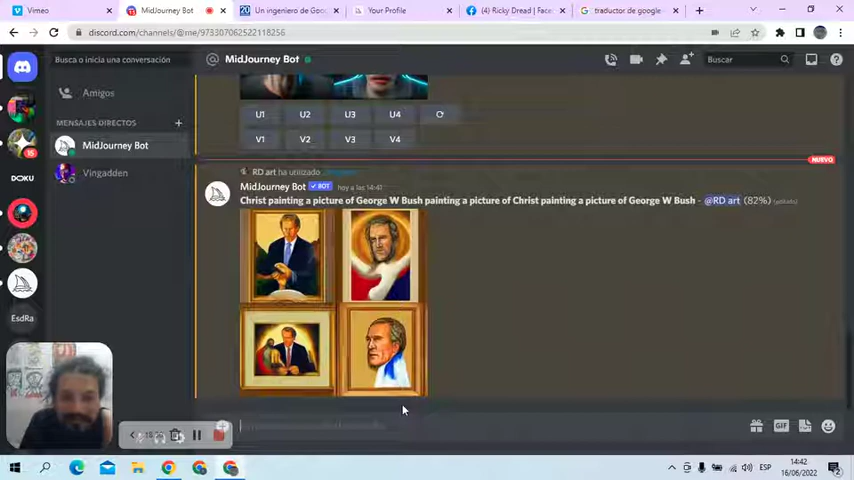 Vimeo
MidJourney Bot
Un ingeniero de Goo
Your Profile
(4) Ricky Dread | Face
traductor de google
discord.com/channels/@me/973307062522118256
Busca o inicia una conversación
@ MidJourney Bot
Buscar
Amigos
MENSAJES DIRECTOS +
MidJourney Bot
Vingadden
15
DOKU
EsdRa
U1 U2 U3 U4
V1 V2 V3 V4
NUEVO
RD art ha utilizado
MidJourney Bot ✓ BOT hoy a las 14:41
Christ painting a picture of George W Bush painting a picture of Christ painting a picture of George W Bush - @RD art (82%) (editado)
GIF
ESP
14:42
16/06/2022
2